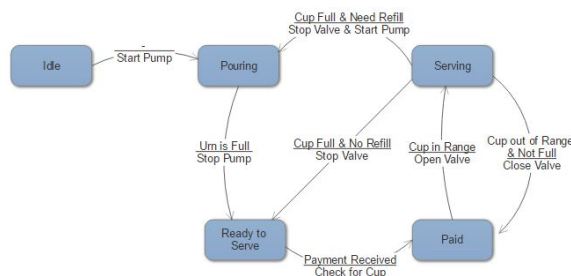 Cup Full & Need Refill
Stop Valve & Start Pump
-
Start Pump
Idle
Pouring
Serving
Urn is Full
Stop Pump
Cup Full & No Refill
Stop Valve
Cup in Range
Open Valve
Cup out of Range
& Not Full
Close Valve
Ready to
Serve
Paid
Payment Received
Check for Cup